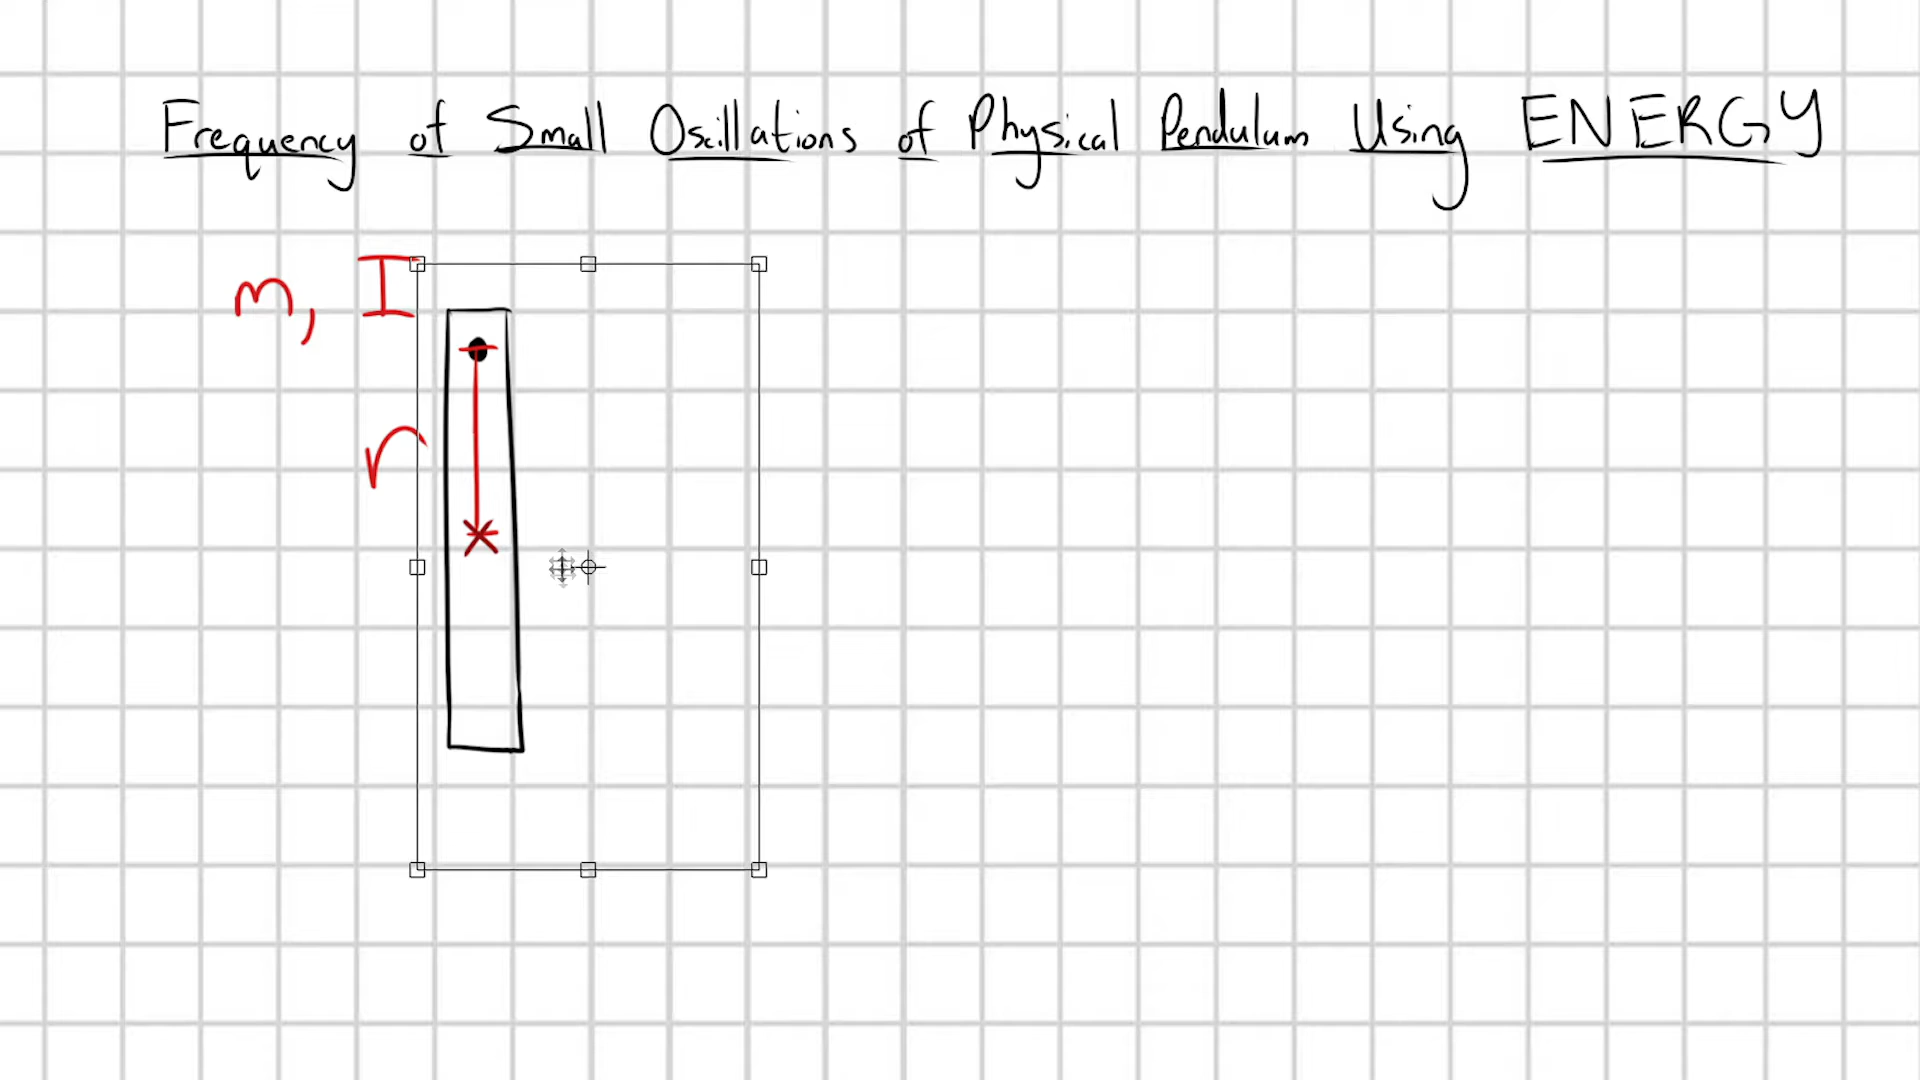 Frequency of Small Oscillations of Physical Pendulum Using ENERGY
m, I
r